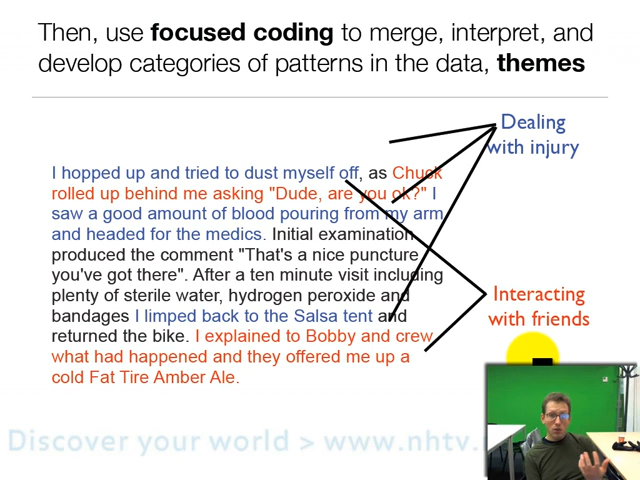 Then, use focused coding to merge, interpret, and
develop categories of patterns in the data, themes
Dealing
with injury
I hopped up and tried to dust myself off, as Chuck
rolled up behind me asking "Dude, are you ok?" I
saw a good amount of blood pouring from my arm
and headed for the medics. Initial examination
produced the comment "That's a nice puncture
you've got there". After a ten minute visit including
plenty of sterile water, hydrogen peroxide and
bandages I limped back to the Salsa tent and
returned the bike. I explained to Bobby and crew
what had happened and they offered me up a
cold Fat Tire Amber Ale.
Interacting
with friends
Discover your world > www.nhtv.